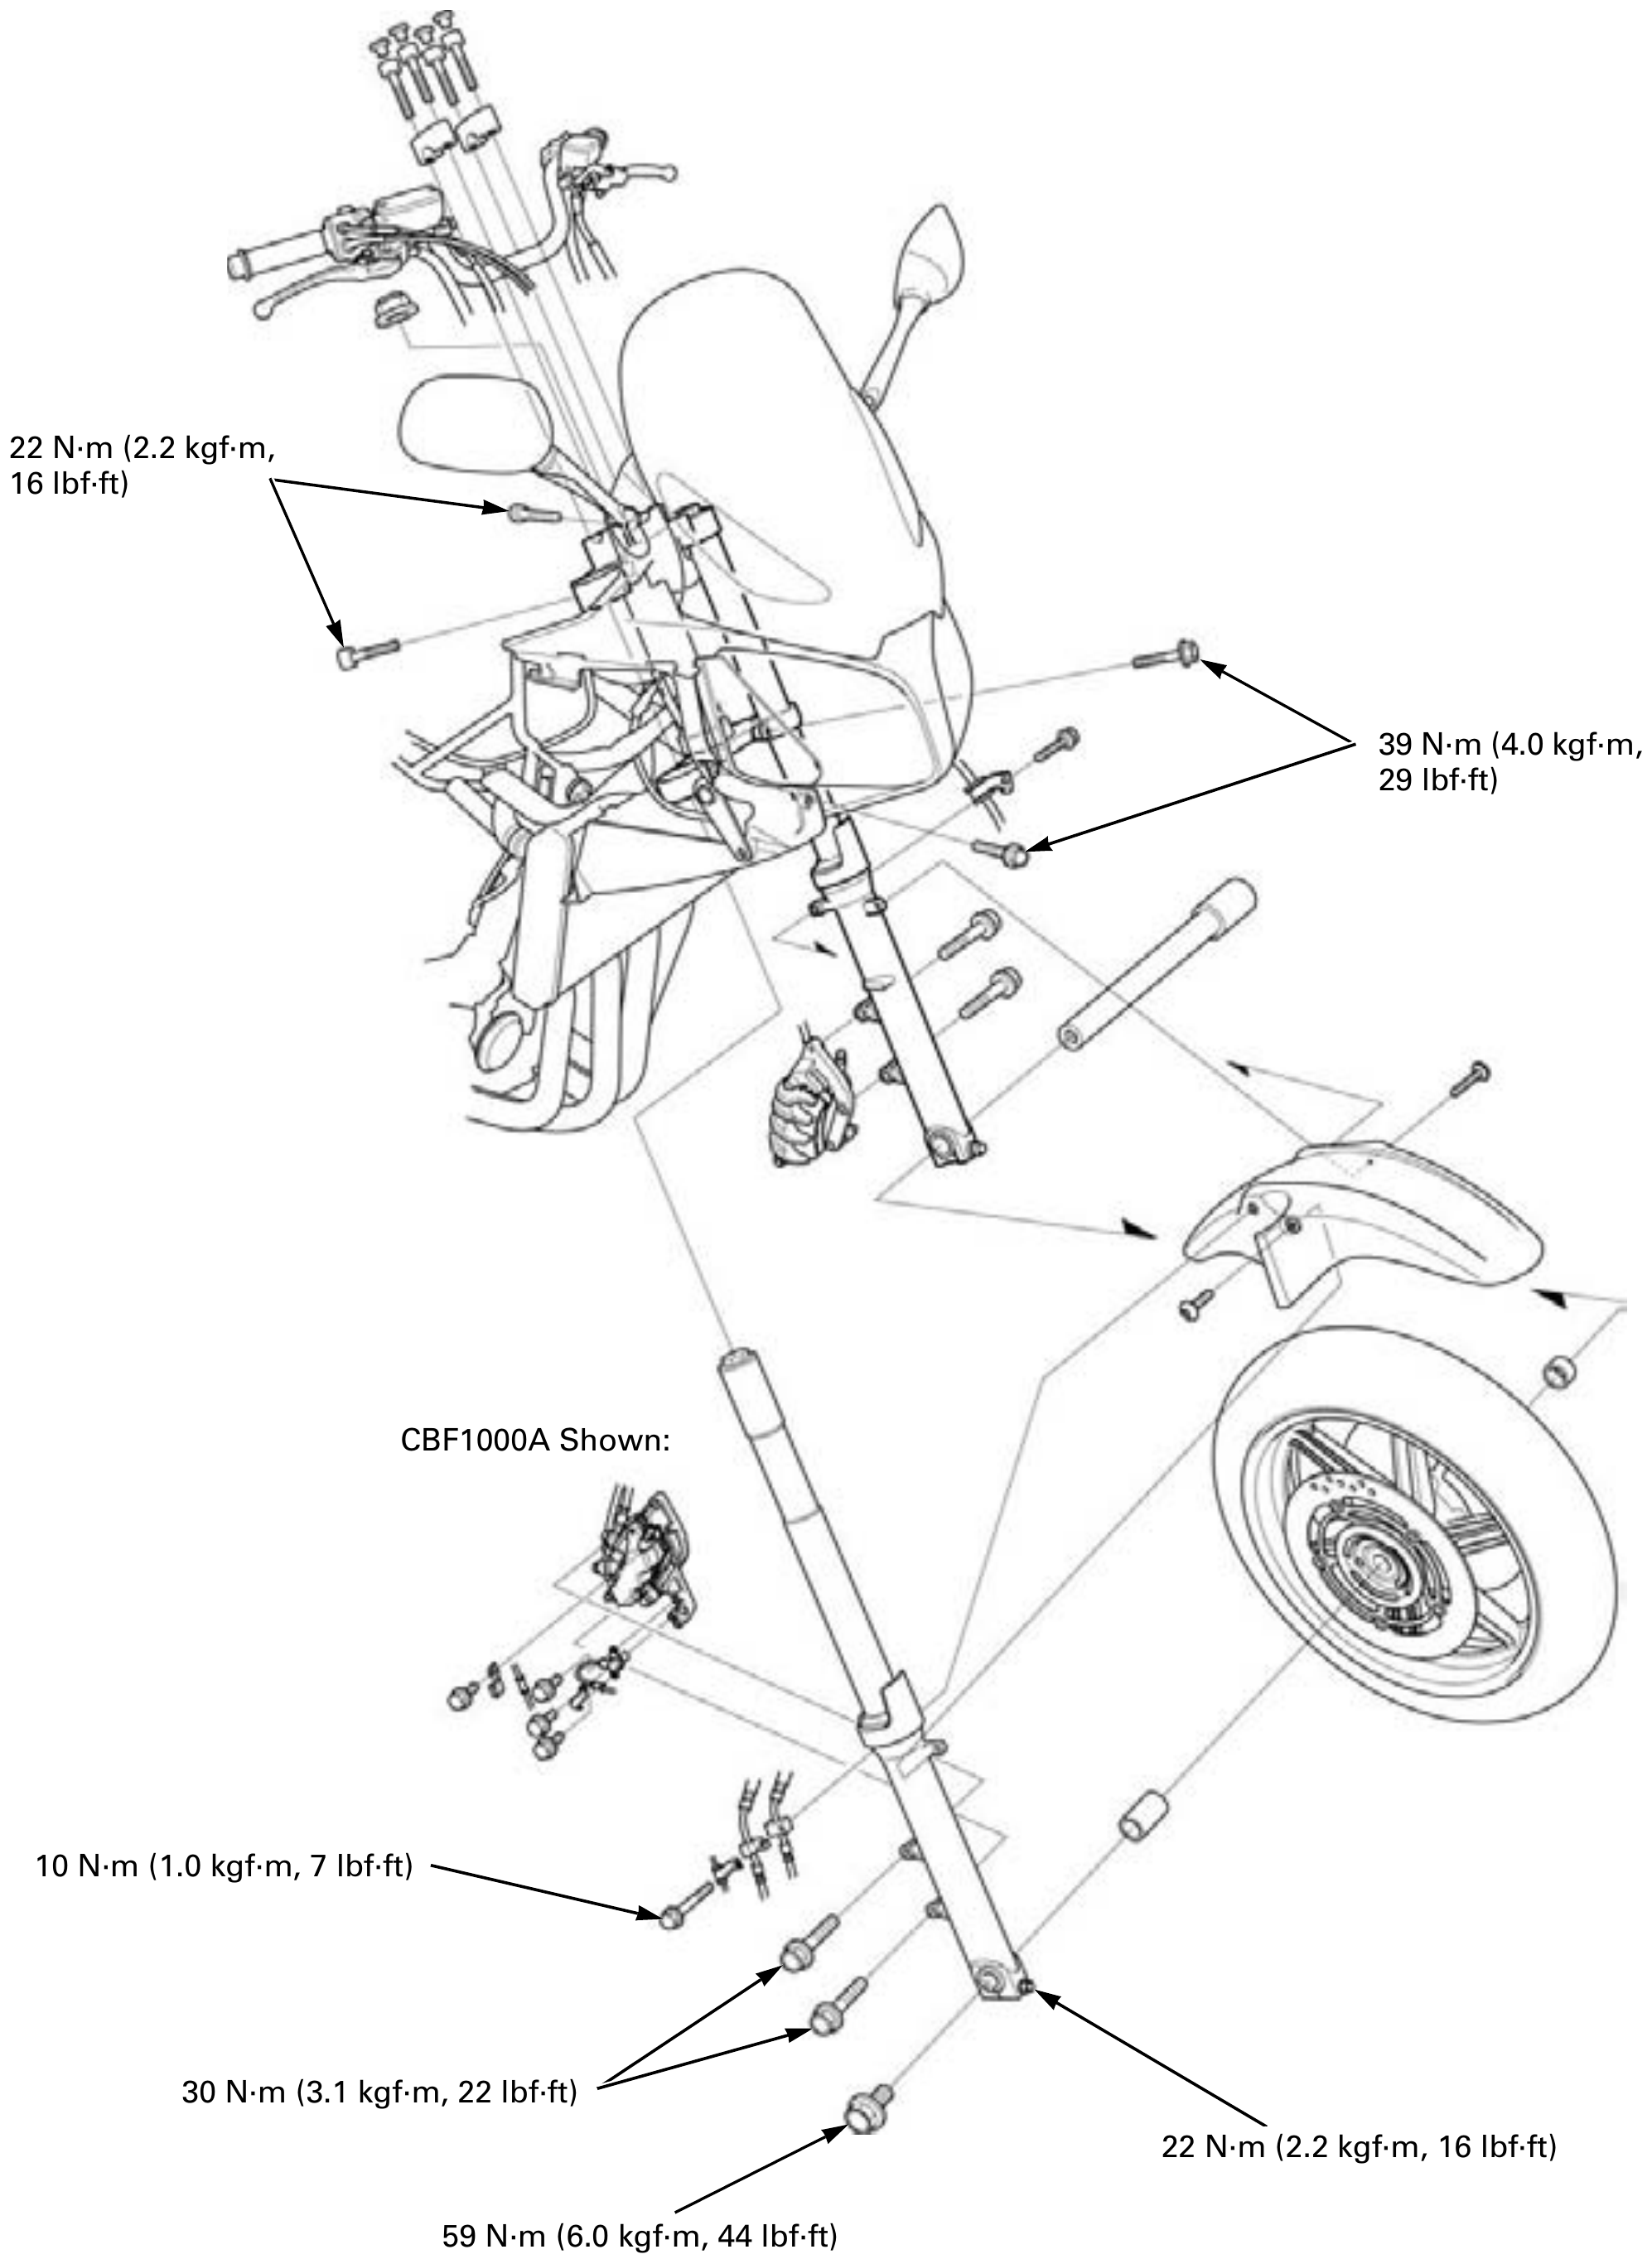 22 N·m (2.2 kgf·m,
16 lbf·ft)
39 N·m (4.0 kgf·m,
29 lbf·ft)
CBF1000A Shown:
10 N·m (1.0 kgf·m, 7 lbf·ft)
30 N·m (3.1 kgf·m, 22 lbf·ft)
22 N·m (2.2 kgf·m, 16 lbf·ft)
59 N·m (6.0 kgf·m, 44 lbf·ft)